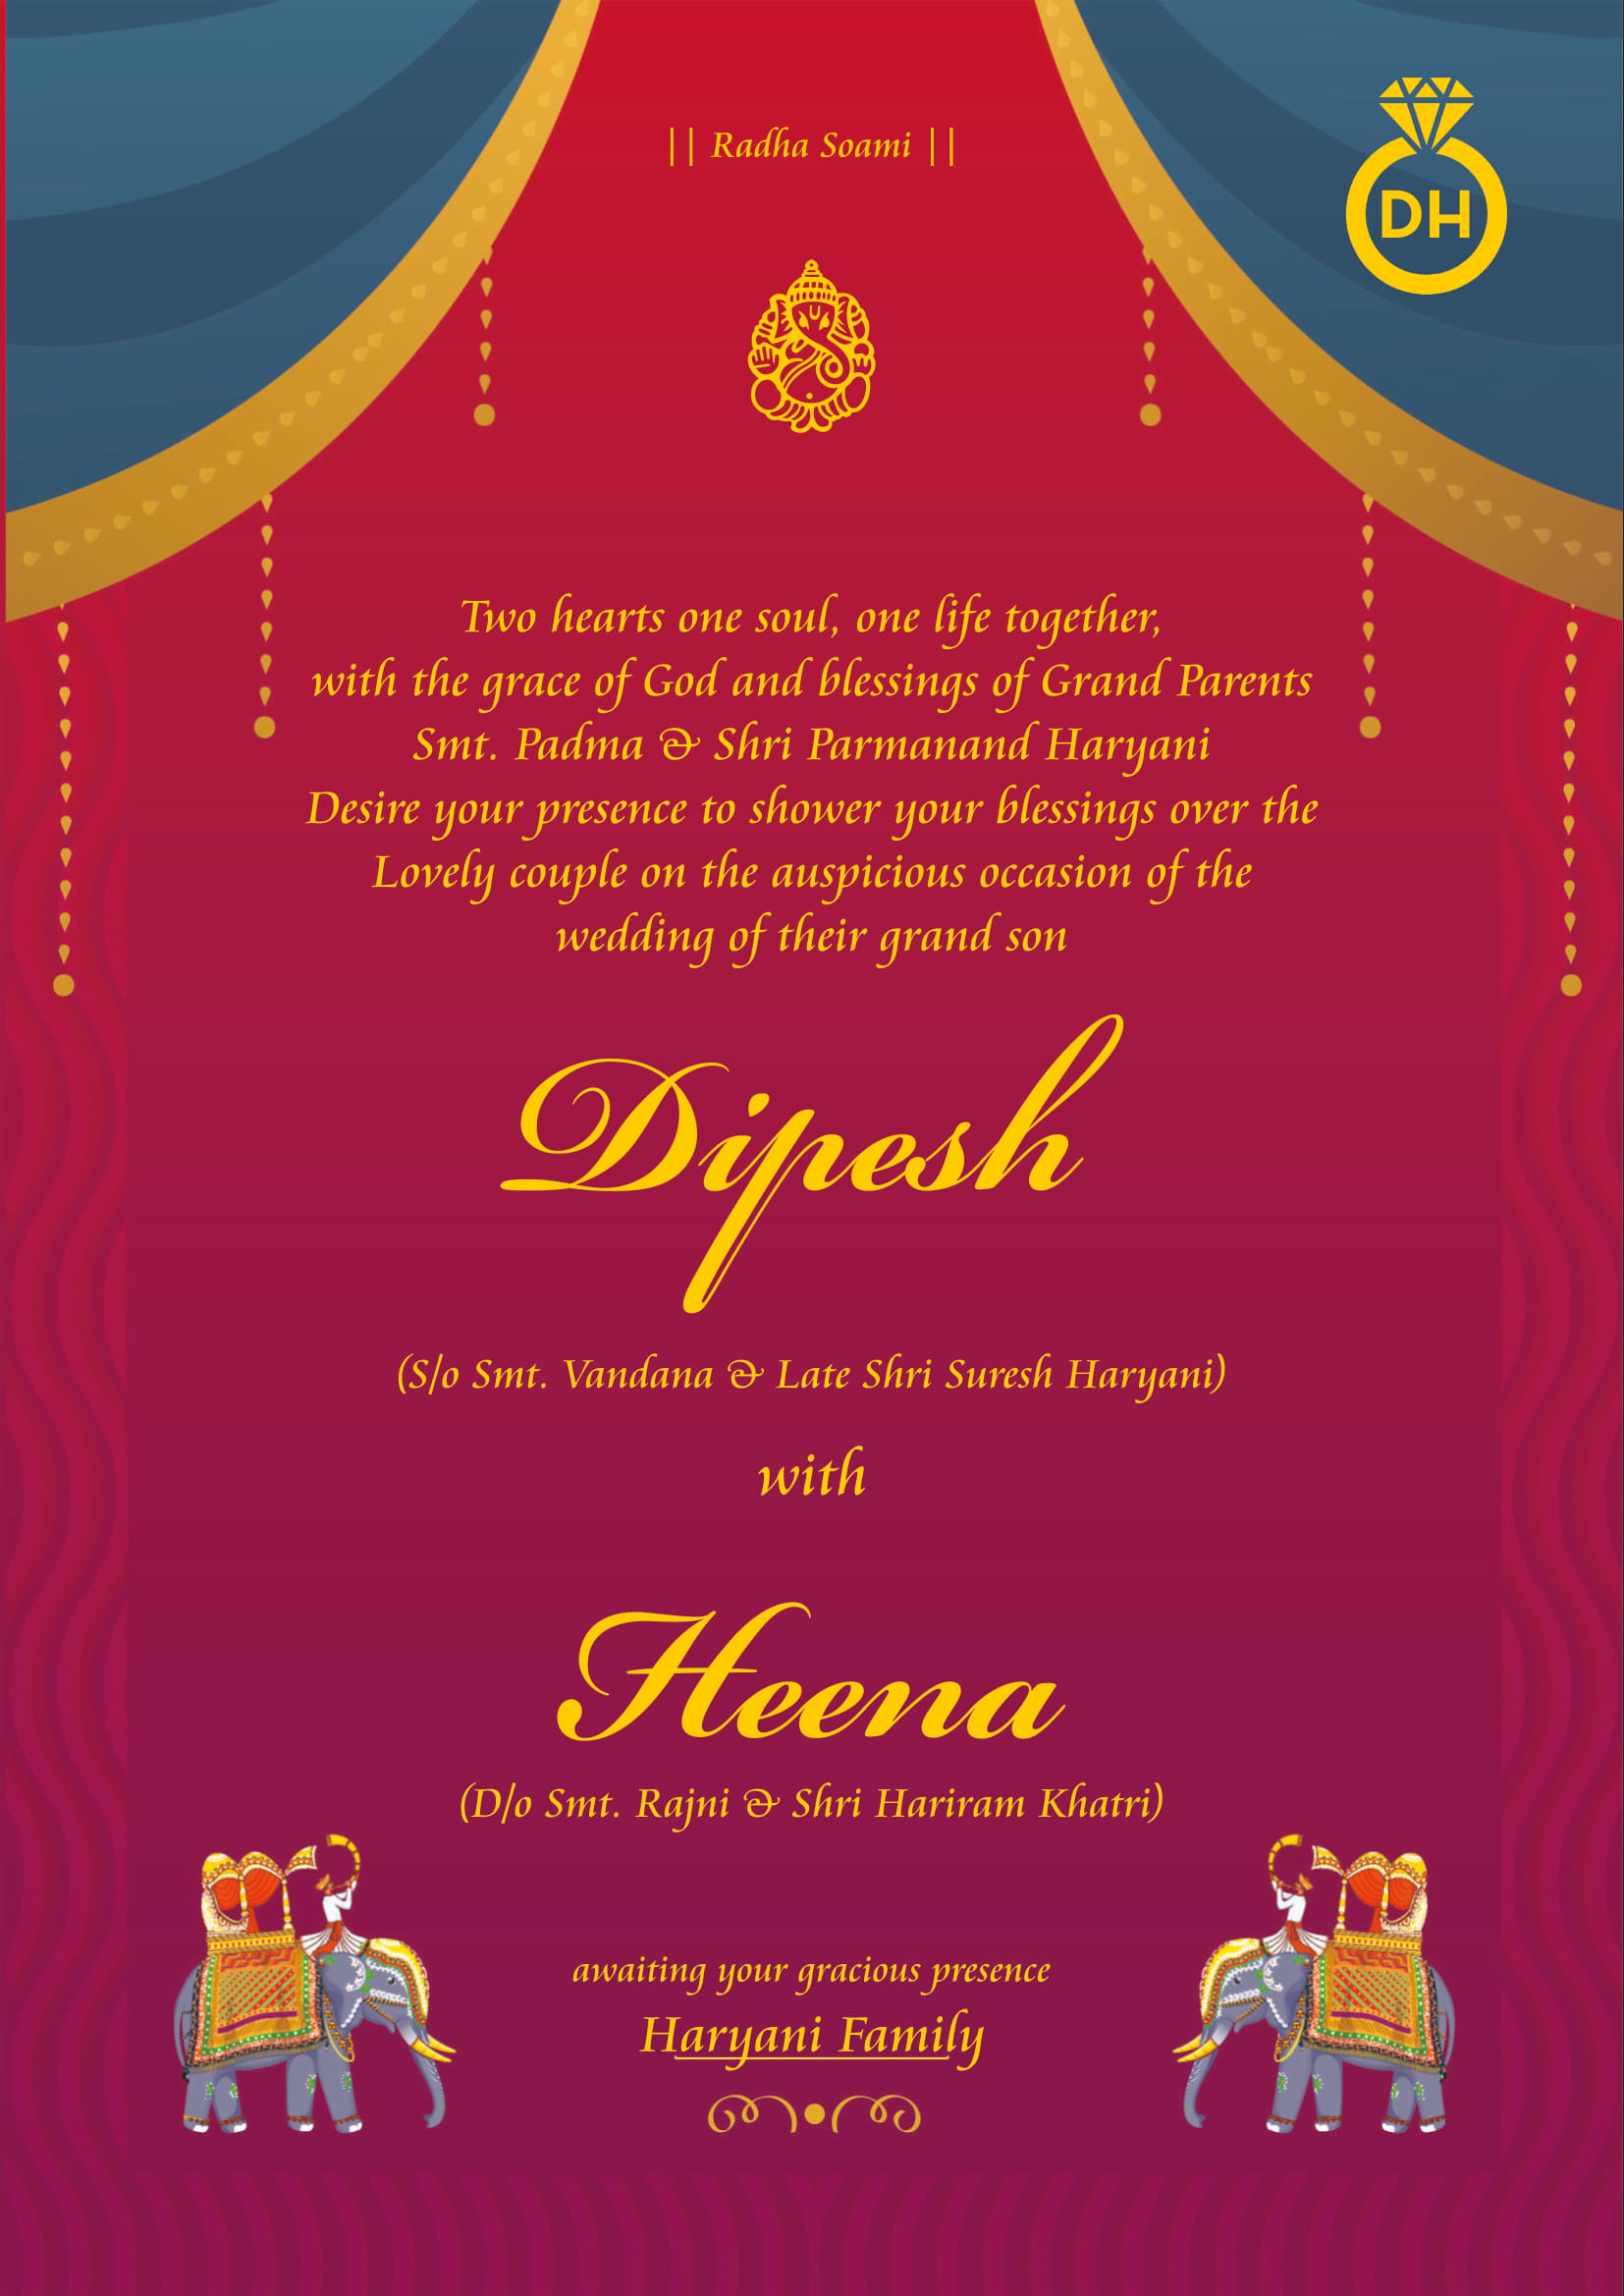 || Radha Soami ||
DH
Two hearts one soul, one life together,
with the grace of God and blessings of Grand Parents
Smt. Padma & Shri Parmanand Haryani
Desire your presence to shower your blessings over the
Lovely couple on the auspicious occasion of the
wedding of their grand son
Dipesh
(S/o Smt. Vandana & Late Shri Suresh Haryani)
with
Heena
(D/o Smt. Rajni & Shri Hariram Khatri)
awaiting your gracious presence
Haryani Family